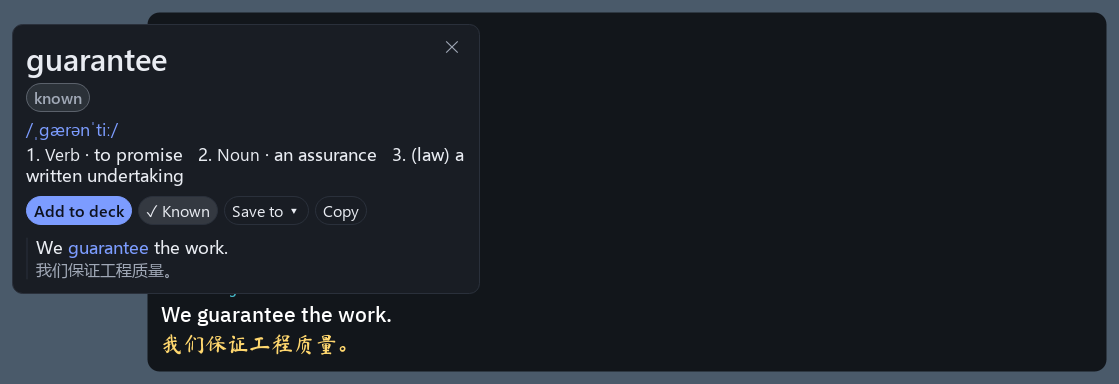 guarantee
known
/ˌɡærənˈtiː/
1. Verb · to promise 2. Noun · an assurance 3. (law) a
written undertaking
Add to deck ✓ Known Save to ▾ Copy
We guarantee the work.
我们保证工程质量。
We guarantee the work.
我们保证工程质量。